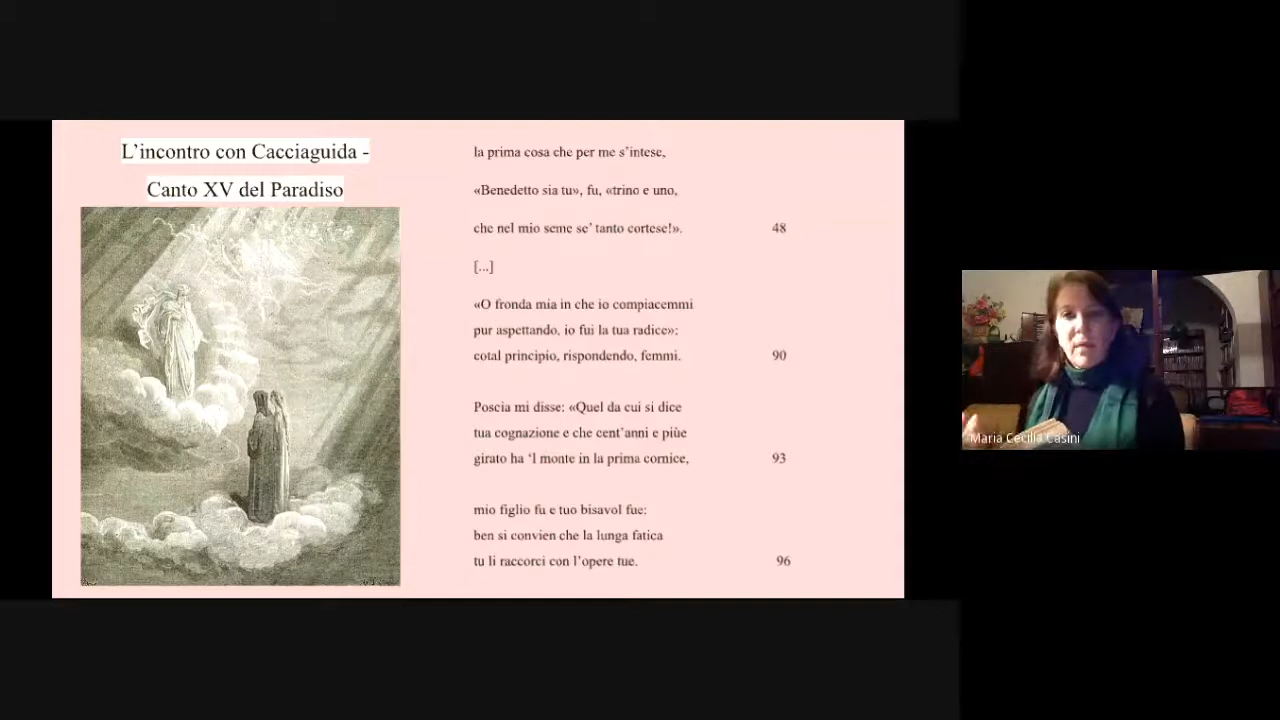 L'incontro con Cacciaguida -
Canto XV del Paradiso
la prima cosa che per me s'intese,
«Benedetto sia tu», fu, «trino e uno,
che nel mio seme se' tanto cortese!».
48
[...]
«O fronda mia in che io compiacemmi
pur aspettando, io fui la tua radice»:
cotal principio, rispondendo, femmi.
90
Poscia mi disse: «Quel da cui si dice
tua cognazione e che cent'anni e piùe
girato ha 'l monte in la prima cornice,
93
mio figlio fu e tuo bisavol fue:
ben si convien che la lunga fatica
tu li raccorci con l'opere tue.
96
Maria Cecilia Casini